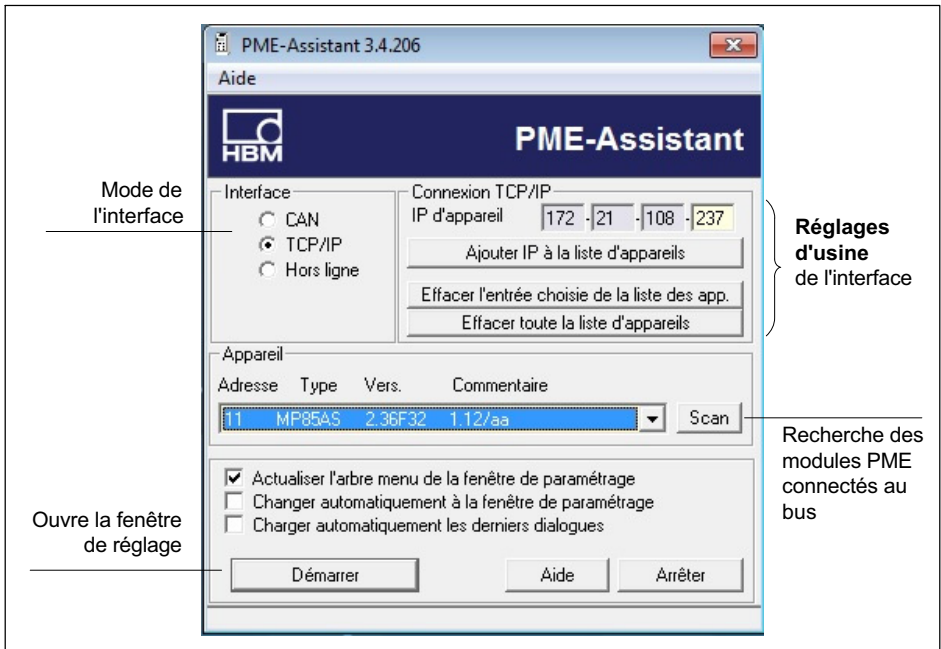 PME-Assistant 3.4.206
Aide
HBM
PME-Assistant
Mode de
l'interface
Interface
CAN
TCP/IP
Hors ligne
Connexion TCP/IP
IP d'appareil 172 . 21 . 108 . 237
Ajouter IP à la liste d'appareils
Effacer l'entrée choisie de la liste des app.
Effacer toute la liste d'appareils
Réglages
d'usine
de l'interface
Appareil
Adresse Type Vers. Commentaire
11 MP85AS 2.36F32 1.12/aa
Scan
Recherche des
modules PME
connectés au
bus
Actualiser l'arbre menu de la fenêtre de paramétrage
Changer automatiquement à la fenêtre de paramétrage
Charger automatiquement les derniers dialogues
Ouvre la fenêtre
de réglage
Démarrer Aide Arrêter